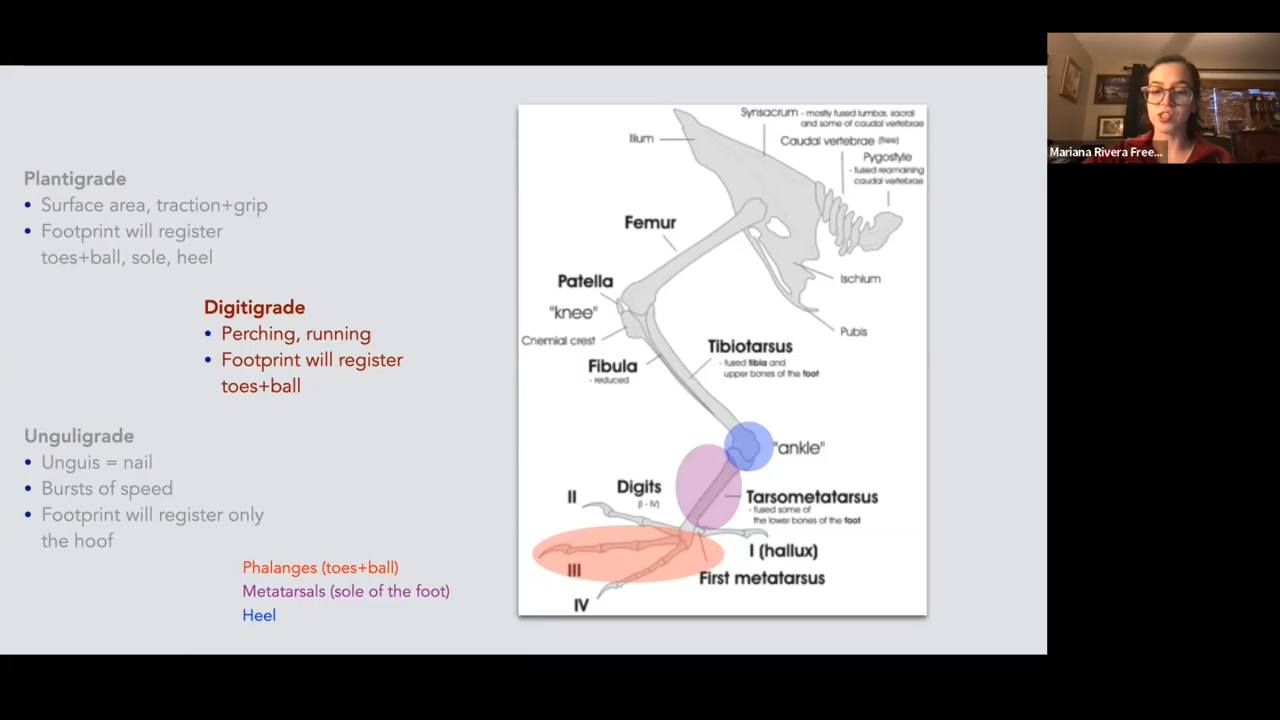 Plantigrade
• Surface area, traction+grip
• Footprint will register
toes+ball, sole, heel
Digitigrade
• Perching, running
• Footprint will register
toes+ball
Unguligrade
• Unguis = nail
• Bursts of speed
• Footprint will register only
the hoof
Phalanges (toes+ball)
Metatarsals (sole of the foot)
Heel
Synsacrum - mostly fused lumbar, sacral
and some of caudal vertebrae
Ilium
Caudal vertebrae (free)
Pygostyle
- fused reamaining
caudal vertebrae
Femur
Patella
"knee"
Cnemial crest
Ischium
Pubis
Fibula
- reduced
Tibiotarsus
- fused tibia and
upper bones of the foot
"ankle"
Digits
(I - IV)
II
Tarsometatarsus
- fused some of
the lower bones of the foot
I (hallux)
III
First metatarsus
IV
Mariana Rivera Free...